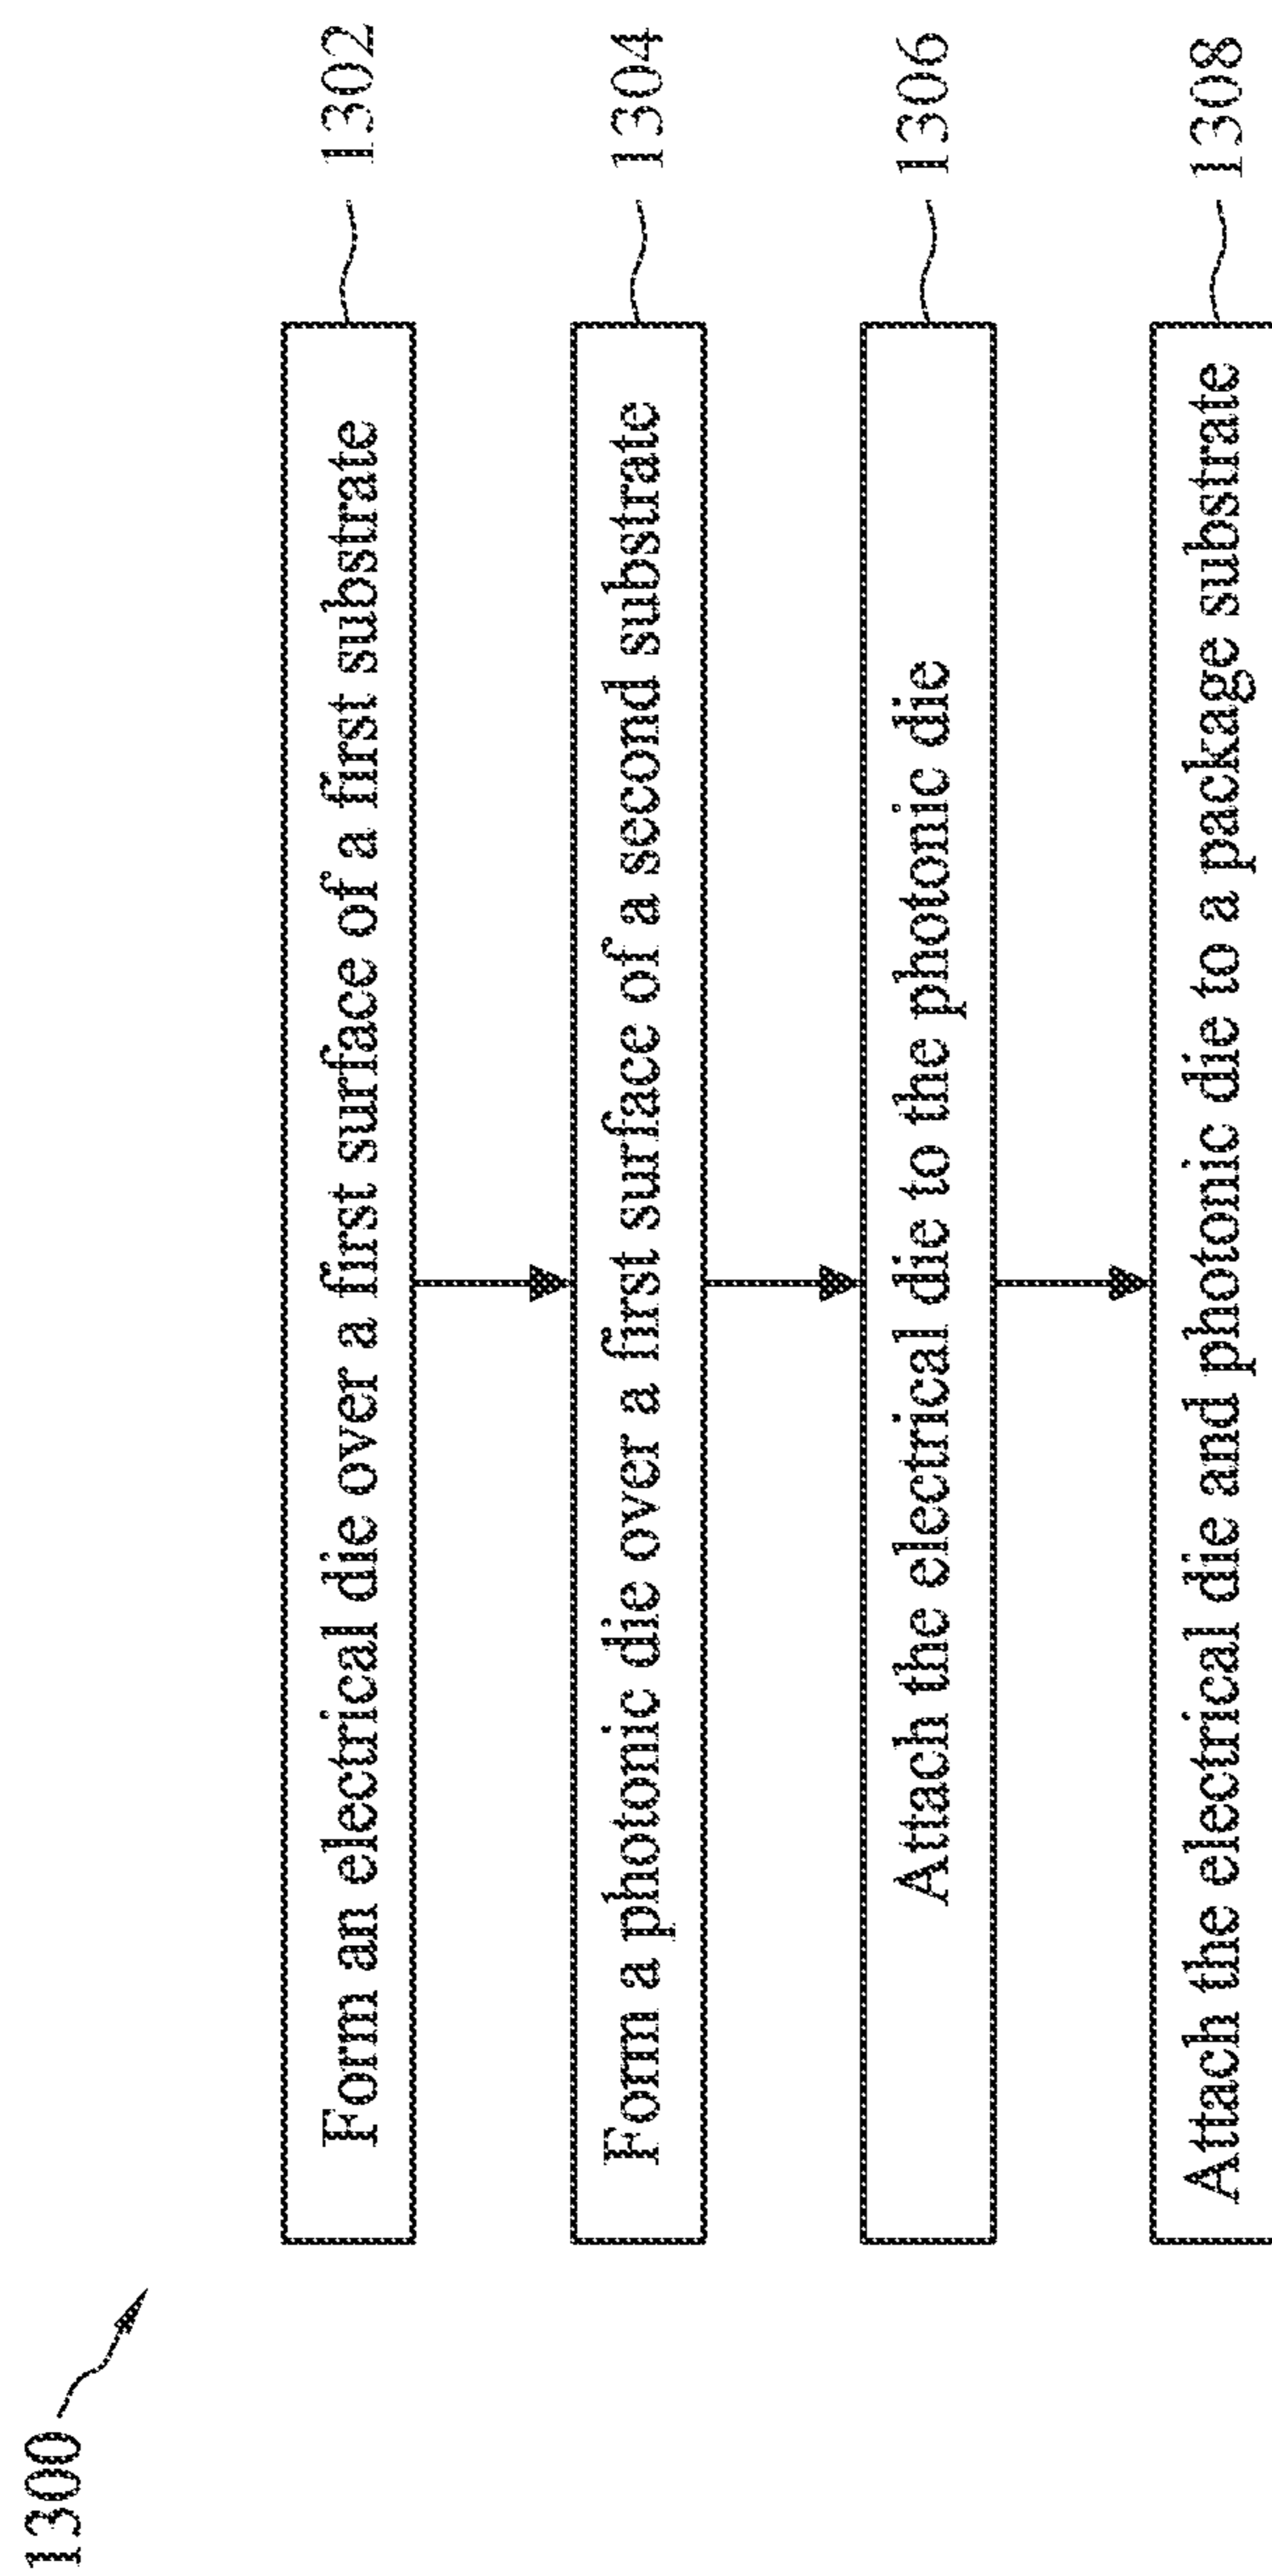 1300
Form an electrical die over a first surface of a first substrate
1302
Form a photonic die over a first surface of a second substrate
1304
Attach the electrical die to the photonic die
1306
Attach the electrical die and photonic die to a package substrate
1308